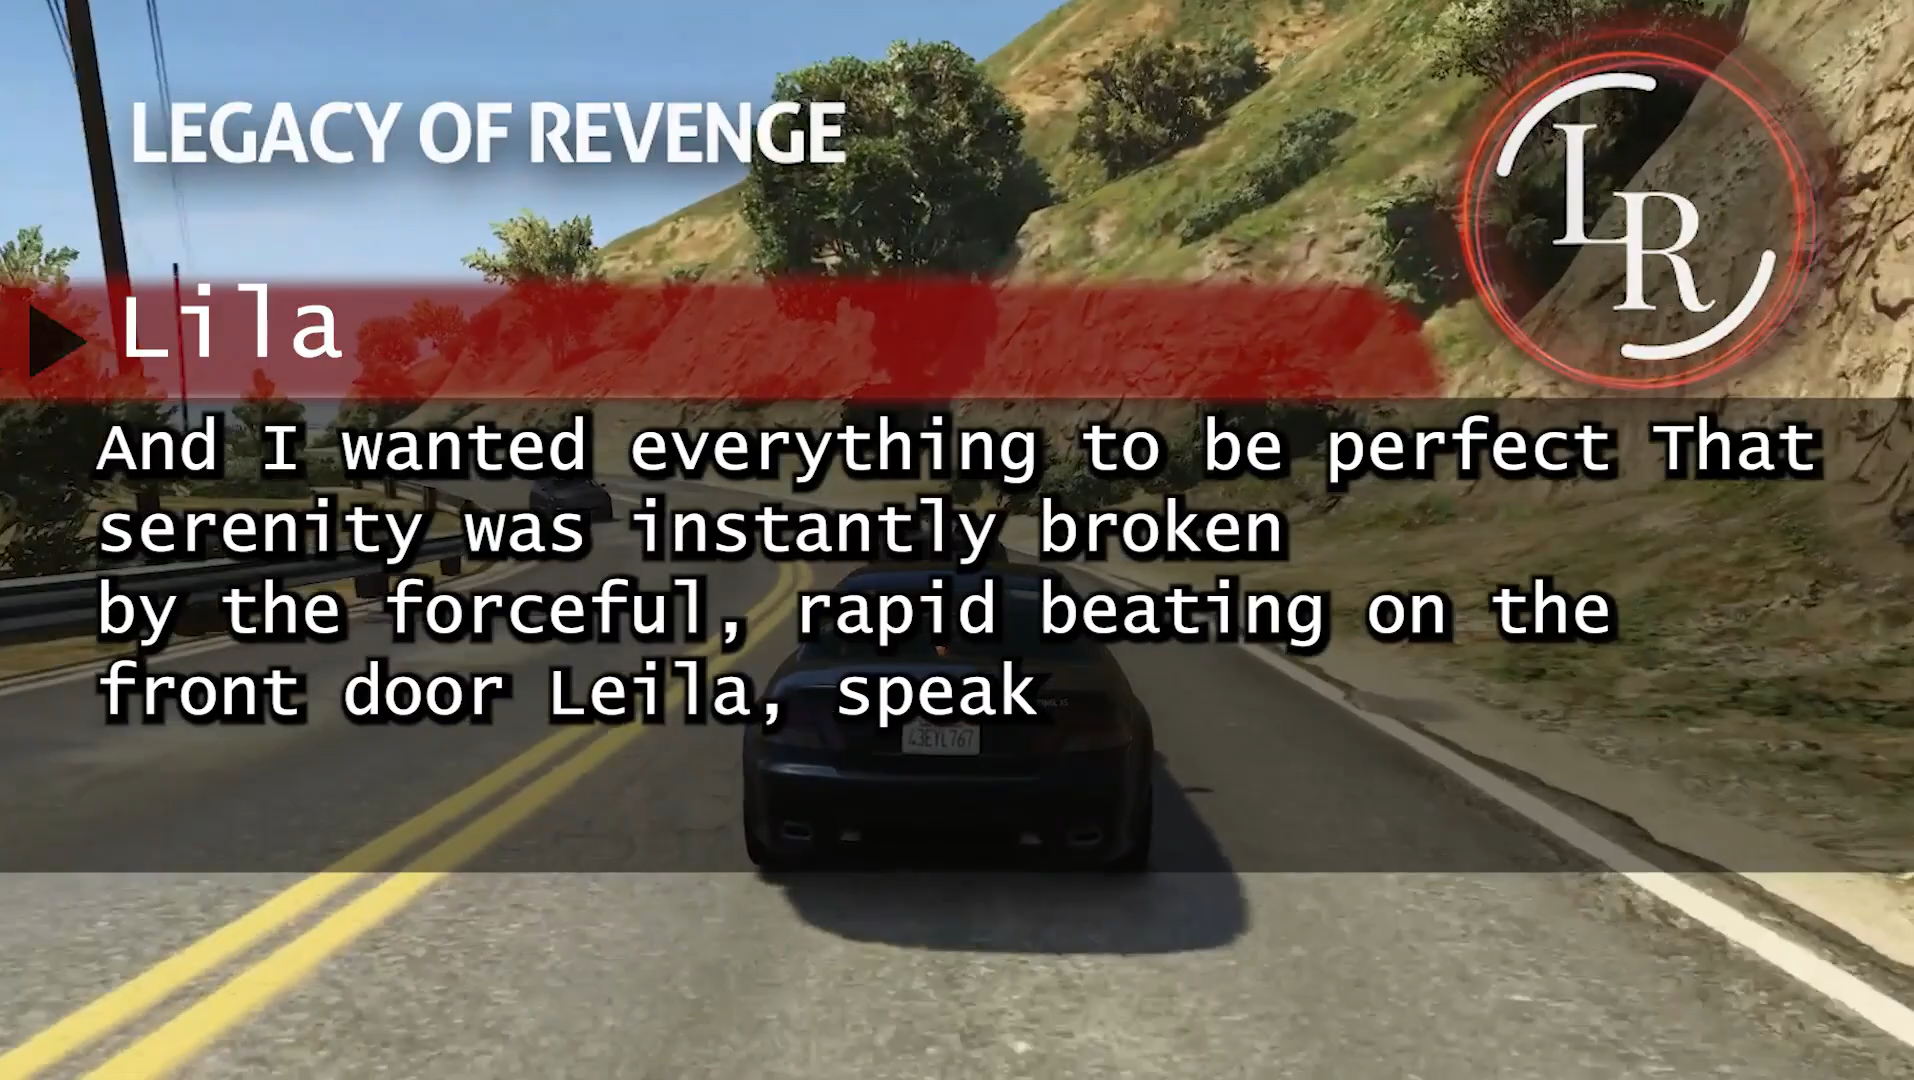 LEGACY OF REVENGE
LR
Lila
And I wanted everything to be perfect That
serenity was instantly broken
by the forceful, rapid beating on the
front door Leila, speak
43EYL767